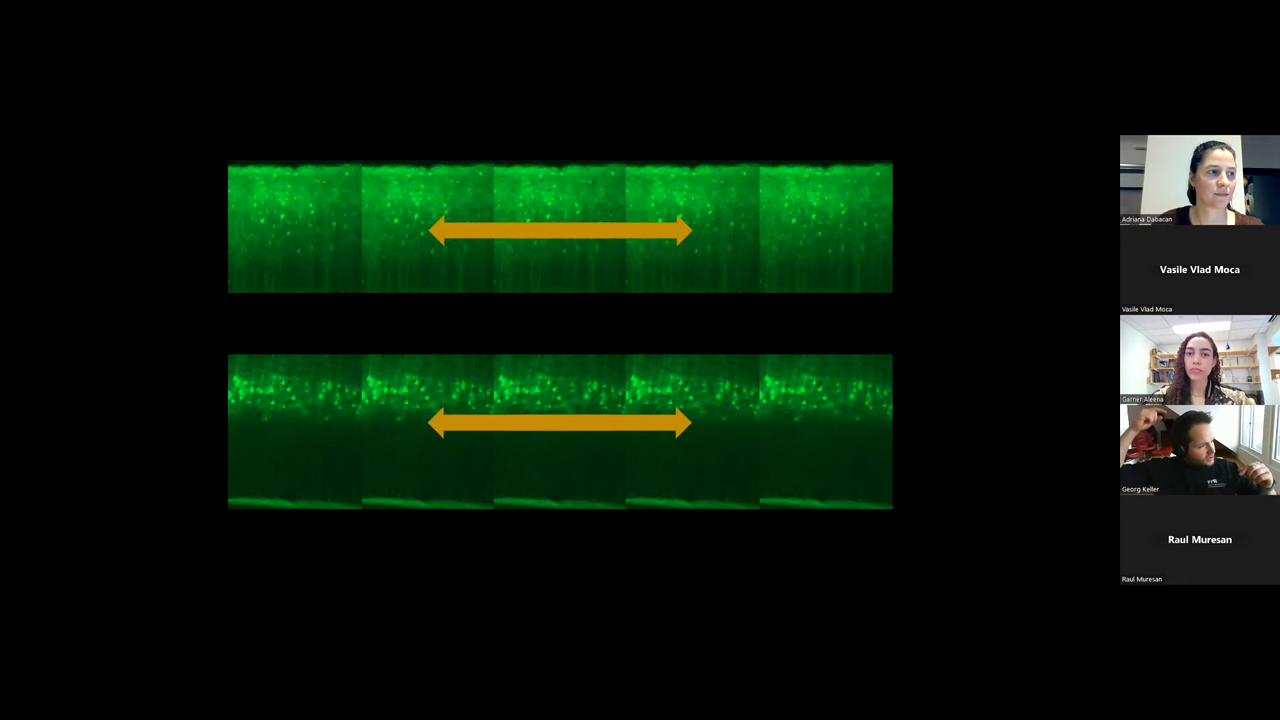 Adriana Dabacan
Vasile Vlad Moca
Vasile Vlad Moca
Garner Aleena
Georg Keller
Raul Muresan
Raul Muresan